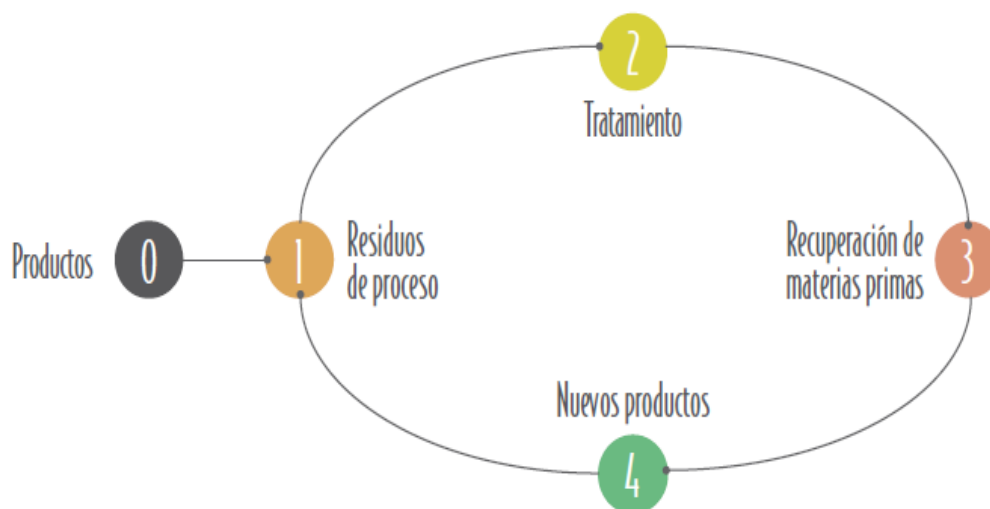 2
Tratamiento
Productos
0
1
Residuos
de proceso
Recuperación de
materias primas
3
Nuevos productos
4